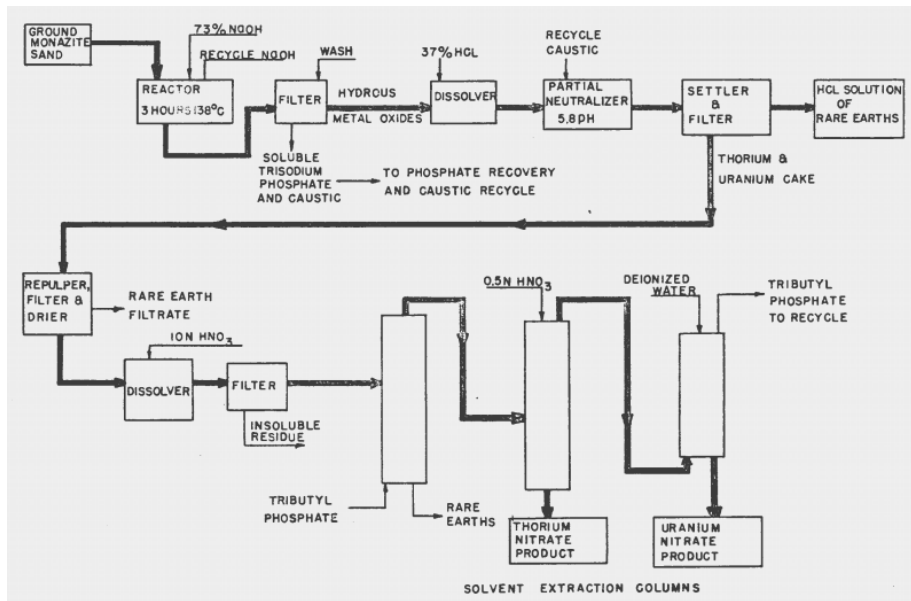 GROUND
MONAZITE
SAND
73% NaOH
RECYCLE NaOH
REACTOR
3 HOURS 138°C
WASH
FILTER
HYDROUS
METAL OXIDES
SOLUBLE
TRISODIUM
PHOSPHATE
AND CAUSTIC
TO PHOSPHATE RECOVERY
AND CAUSTIC RECYCLE
37% HCL
DISSOLVER
RECYCLE
CAUSTIC
PARTIAL
NEUTRALIZER
5.8 pH
SETTLER
&
FILTER
HCL SOLUTION
OF
RARE EARTHS
THORIUM &
URANIUM CAKE
REPULPER,
FILTER &
DRIER
RARE EARTH
FILTRATE
10N HNO3
DISSOLVER
FILTER
INSOLUBLE
RESIDUE
TRIBUTYL
PHOSPHATE
RARE
EARTHS
0.5N HNO3
THORIUM
NITRATE
PRODUCT
DEIONIZED
WATER
TRIBUTYL
PHOSPHATE
TO RECYCLE
URANIUM
NITRATE
PRODUCT
SOLVENT EXTRACTION COLUMNS